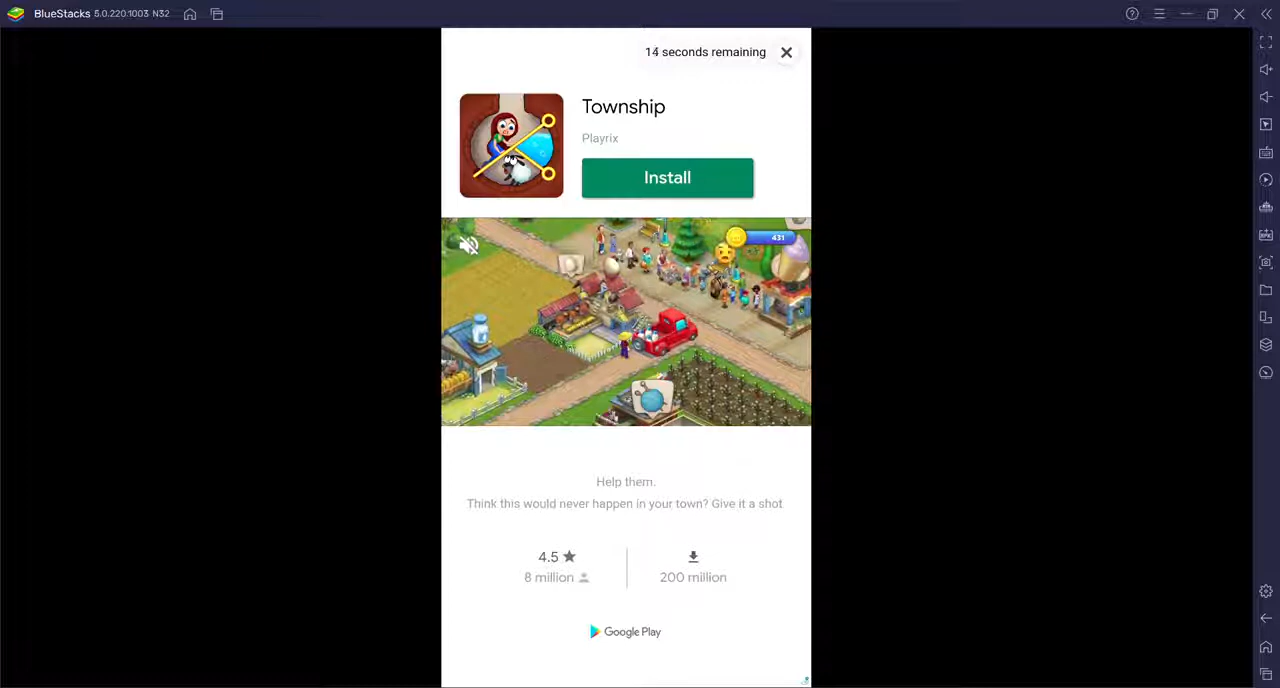 BlueStacks 5.0.220.1003 N32
14 seconds remaining
Township
Playrix
Install
431
Help them.
Think this would never happen in your town? Give it a shot
4.5
8 million
200 million
Google Play